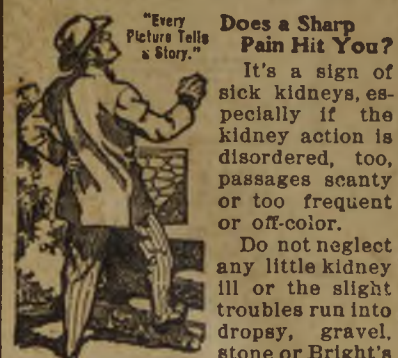 "Every
Picture Tells
a Story."
Does a Sharp
Pain Hit You?
It's a sign of
sick kidneys, es-
pecially if the
kidney action is
disordered, too,
passages scanty
or too frequent
or off-color.
Do not neglect
any little kidney
ill or the slight
troubles run into
dropsy, gravel,
stone or Bright's